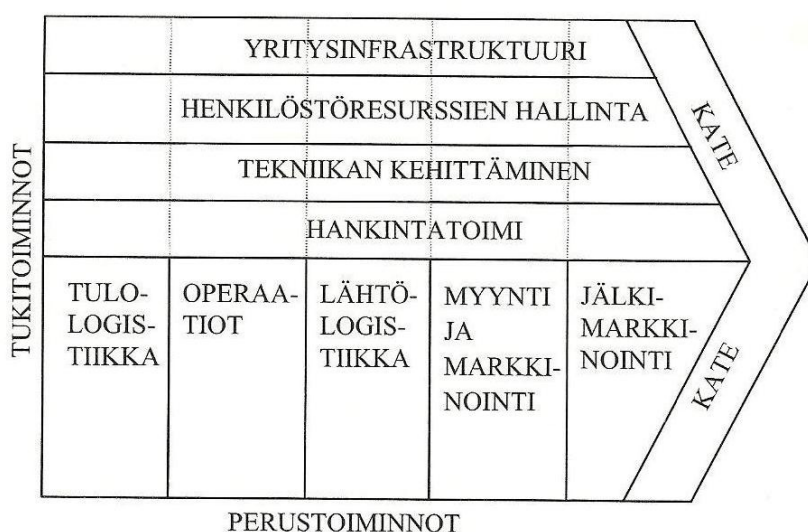 YRITYSINFRASTRUKTUURI
HENKILÖSTÖRESURSSIEN HALLINTA
TEKNIIKAN KEHITTÄMINEN
HANKINTATOIMI
TUKITOIMINNOT
KATE
TULO-
LOGIS-
TIIKKA
OPERAA-
TIOT
LÄHTÖ-
LOGIS-
TIIKKA
MYYNTI
JA
MARKKI-
NOINTI
JÄLKI-
MARKKI-
NOINTI
KATE
PERUSTOIMINNOT